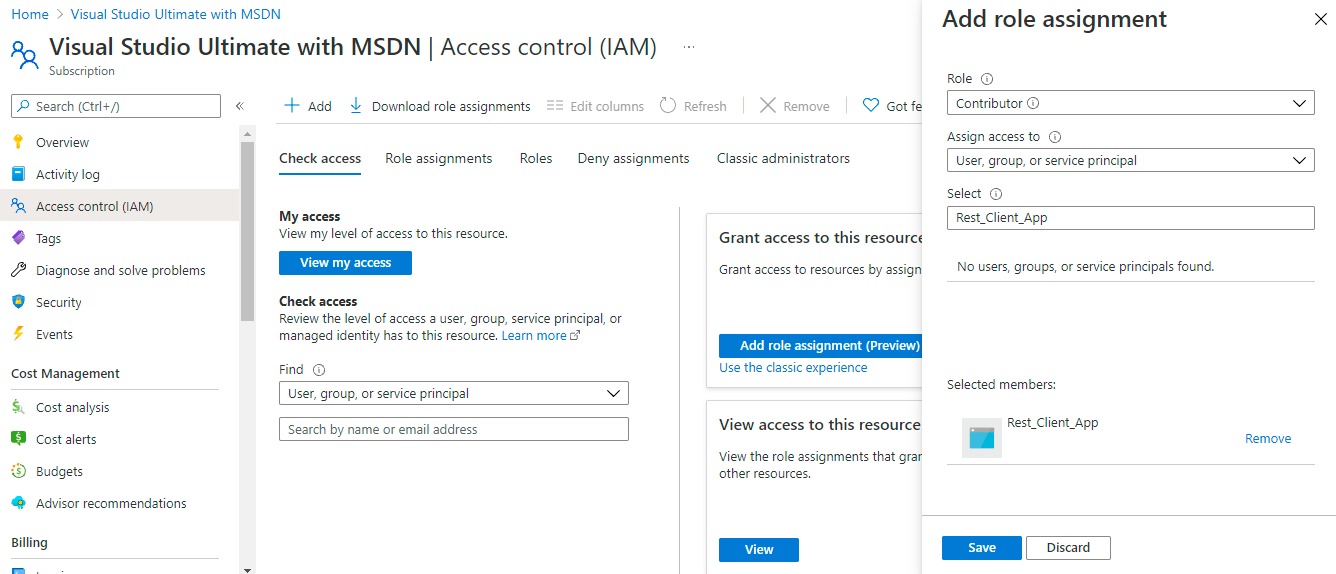 Home > Visual Studio Ultimate with MSDN
Visual Studio Ultimate with MSDN | Access control (IAM) ...
Subscription
Search (Ctrl+/)
«
Overview
Activity log
Access control (IAM)
Tags
Diagnose and solve problems
Security
Events
Cost Management
Cost analysis
Cost alerts
Budgets
Advisor recommendations
Billing
Add
Download role assignments
Edit columns
Refresh
Remove
Got fe
Check access
Role assignments
Roles
Deny assignments
Classic administrators
My access
View my level of access to this resource.
View my access
Check access
Review the level of access a user, group, service principal, or
managed identity has to this resource. Learn more
Find
User, group, or service principal
Search by name or email address
Grant access to this resource
Grant access to resources by assign
Add role assignment (Preview)
Use the classic experience
View access to this resource
View the role assignments that gran
other resources.
View
Add role assignment
Role
Contributor
Assign access to
User, group, or service principal
Select
Rest_Client_App
No users, groups, or service principals found.
Selected members:
Rest_Client_App
Remove
Save
Discard